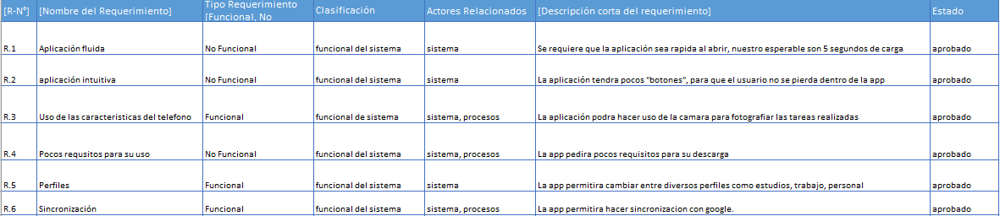 [R-N°] [Nombre del Requerimiento] Tipo Requerimiento [Funcional, No Clasificación Actores Relacionados [Descripción corta del requerimiento] Estado
R.1 Aplicación fluida No Funcional funcional del sistema sistema Se requiere que la aplicación sea rapida al abrir, nuestro esperable son 5 segundos de carga aprobado
R.2 aplicación intuitiva No Funcional funcional del sistema sistema La aplicación tendra pocos "botones", para que el usuario no se pierda dentro de la app aprobado
R.3 Uso de las caracteristicas del telefono Funcional funcional de sistema sistema, procesos La aplicación podra hacer uso de la camara para fotografiar las tareas realizadas aprobado
R.4 Pocos requsitos para su uso No Funcional funcional del sistema sistema, procesos La app pedira pocos requisitos para su descarga aprobado
R.5 Perfiles Funcional funcional del sistema sistema La app permitira cambiar entre diversos perfiles como estudios, trabajo, personal aprobado
R.6 Sincronización Funcional funcional del sistema sistema, procesos La app permitira hacer sincronizacion con google. aprobado